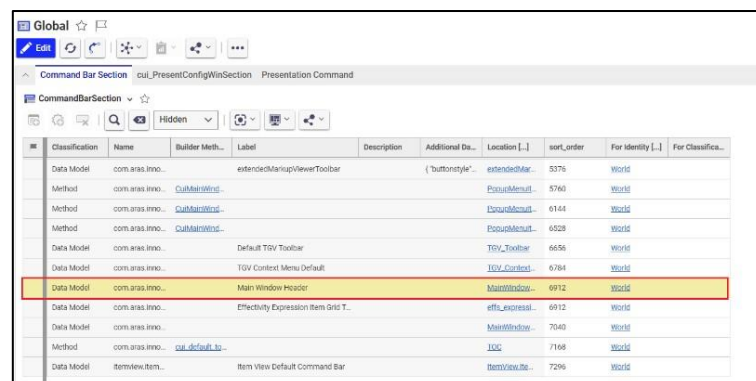 Global
Edit
Command Bar Section cui_PresentConfigWinSection Presentation Command
CommandBarSection
Hidden
Classification Name Builder Meth... Label Description Additional Da... Location [...] sort_order For Identity [...] For Classifica...
Data Model com.aras.inno... extendedMarkupViewerToolbar { "buttonstyle"... extendedMar... 5376 World
Method com.aras.inno... CuiMainWind... PopupMenuIt... 5760 World
Method com.aras.inno... CuiMainWind... PopupMenuIt... 6144 World
Method com.aras.inno... CuiMainWind... PopupMenuIt... 6528 World
Data Model com.aras.inno... Default TGV Toolbar TGV_Toolbar 6656 World
Data Model com.aras.inno... TGV Context Menu Default TGV_Context... 6784 World
Data Model com.aras.inno... Main Window Header MainWindow... 6912 World
Data Model com.aras.inno... Effectivity Expression Item Grid T... effs_expressi... 6912 World
Data Model com.aras.inno... MainWindow... 7040 World
Method com.aras.inno... cui_default_to... TOC 7168 World
Data Model itemview.item... Item View Default Command Bar ItemView.Ite... 7296 World